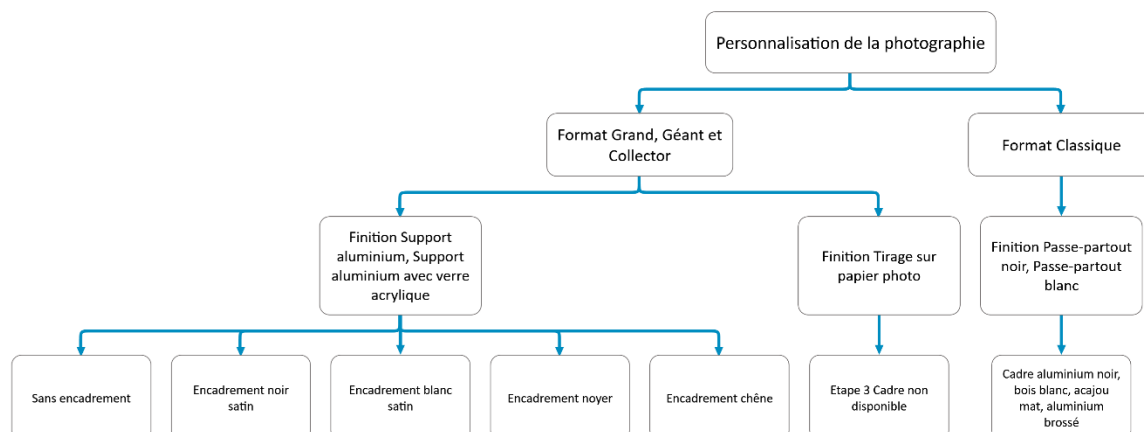 Personnalisation de la photographie
Format Grand, Géant et
Collector
Format Classique
Finition Support
aluminium, Support
aluminium avec verre
acrylique
Finition Tirage sur
papier photo
Finition Passe-partout
noir, Passe-partout
blanc
Sans encadrement
Encadrement noir
satin
Encadrement blanc
satin
Encadrement noyer
Encadrement chêne
Etape 3 Cadre non
disponible
Cadre aluminium noir,
bois blanc, acajou
mat, aluminium
brossé